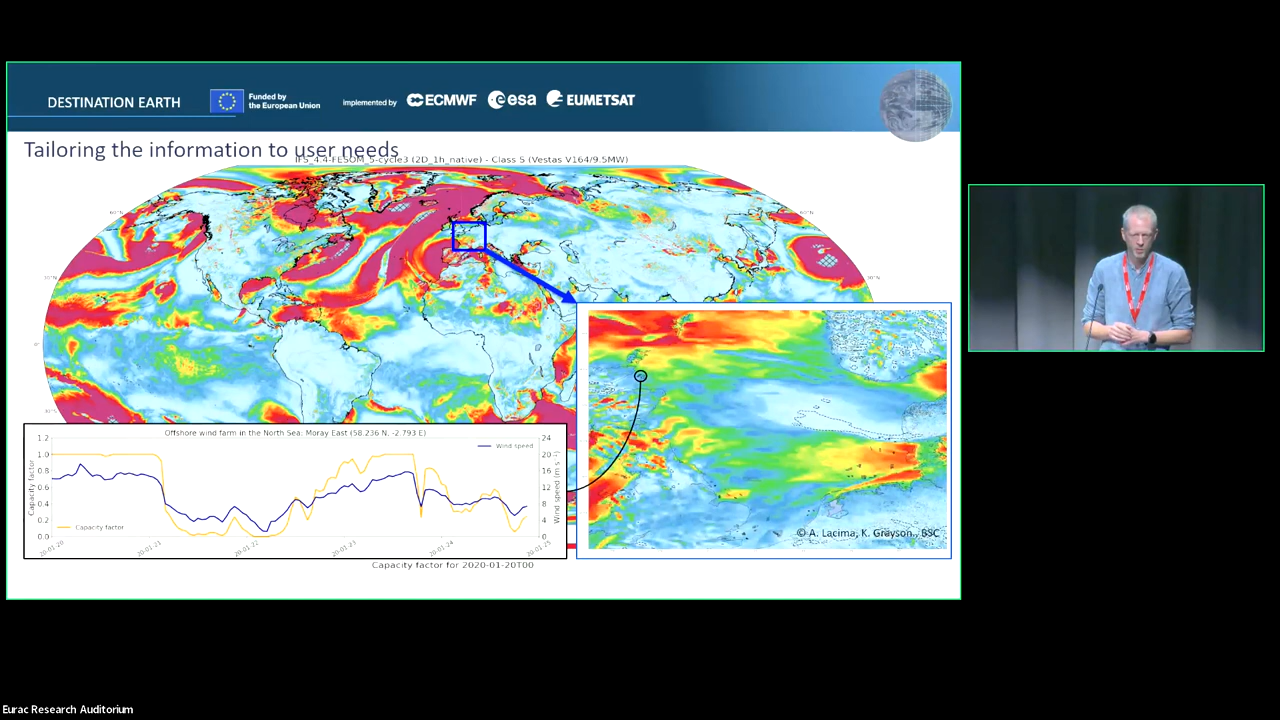 DESTINATION EARTH
Funded by
the European Union
implemented by
ECMWF
esa
EUMETSAT
Tailoring the information to user needs
IFS_4.4-FESOM_5-cycle3 (2D_1h_native) - Class S (Vestas V164/9.5MW)
Offshore wind farm in the North Sea: Moray East (58.236 N, -2.793 E)
Wind speed
Capacity factor
1.2
1.0
0.8
0.6
0.4
0.2
0.0
Capacity factor
24
20
16
12
8
4
0
Wind speed (m s⁻¹)
20-01-20
20-01-21
20-01-22
20-01-23
20-01-24
20-01-25
© A. Lacima, K. Grayson., BSC
Capacity factor for 2020-01-20T00
Eurac Research Auditorium